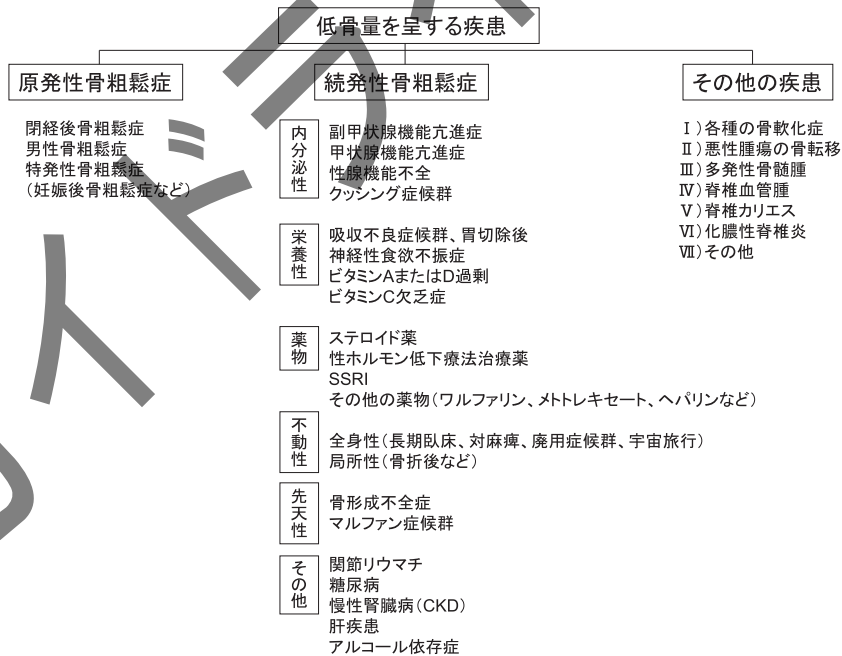 低骨量を呈する疾患
原発性骨粗鬆症
閉経後骨粗鬆症
男性骨粗鬆症
特発性骨粗鬆症
(妊娠後骨粗鬆症など)
続発性骨粗鬆症
内分泌性
副甲状腺機能亢進症
甲状腺機能亢進症
性腺機能不全
クッシング症候群
栄養性
吸収不良症候群、胃切除後
神経性食欲不振症
ビタミンAまたはD過剰
ビタミンC欠乏症
薬物
ステロイド薬
性ホルモン低下療法治療薬
SSRI
その他の薬物(ワルファリン、メトトレキセート、ヘパリンなど)
不動性
全身性(長期臥床、対麻痺、廃用症候群、宇宙旅行)
局所性(骨折後など)
先天性
骨形成不全症
マルファン症候群
その他
関節リウマチ
糖尿病
慢性腎臓病(CKD)
肝疾患
アルコール依存症
その他の疾患
Ⅰ)各種の骨軟化症
Ⅱ)悪性腫瘍の骨転移
Ⅲ)多発性骨髄腫
Ⅳ)脊椎血管腫
Ⅴ)脊椎カリエス
Ⅵ)化膿性脊椎炎
Ⅶ)その他